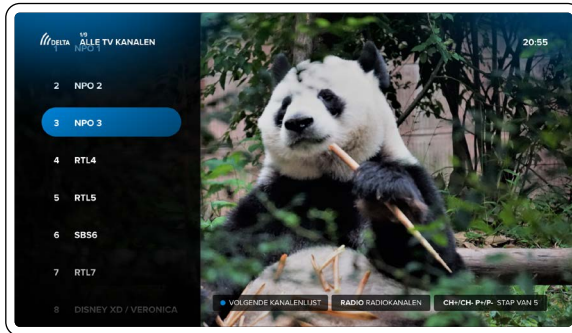 DELTA
1/9
ALLE TV KANALEN
20:55
1 NPO 1
2 NPO 2
3 NPO 3
4 RTL4
5 RTL5
6 SBS6
7 RTL7
8 DISNEY XD / VERONICA
VOLGENDE KANALENLIJST
RADIO RADIOKANALEN
CH+/CH- P+/P- STAP VAN 5